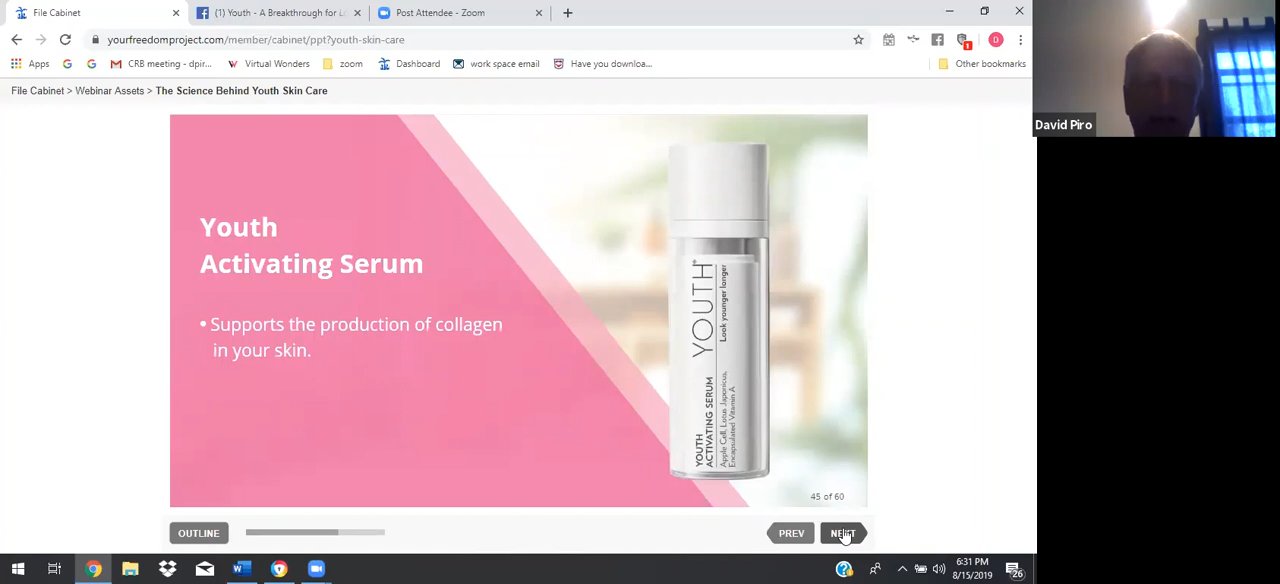 File Cabinet
(1) Youth - A Breakthrough for L
Post Attendee - Zoom
yourfreedomproject.com/member/cabinet/ppt?youth-skin-care
Apps
CRB meeting - dpir...
Virtual Wonders
zoom
Dashboard
work space email
Have you downloa...
Other bookmarks
File Cabinet > Webinar Assets > The Science Behind Youth Skin Care
David Piro
Youth
Activating Serum
• Supports the production of collagen
in your skin.
YOUTH®
Look younger longer
YOUTH
ACTIVATING SERUM
Apple Cell, Lotus Japonicus,
Encapsulated Vitamin A
45 of 60
OUTLINE
PREV
NEXT
6:31 PM
8/15/2019
26